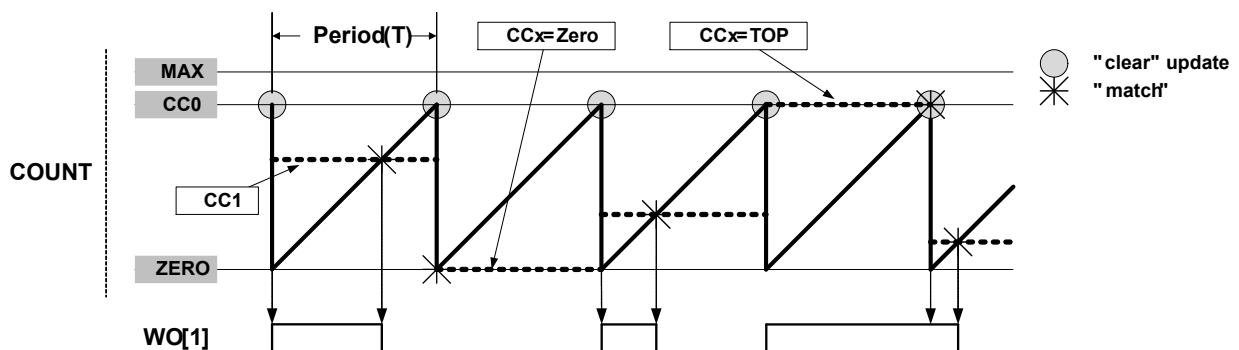 Period(T)
CCx=Zero
CCx=TOP
"clear" update
"match"
MAX
CC0
COUNT
CC1
ZERO
WO[1]